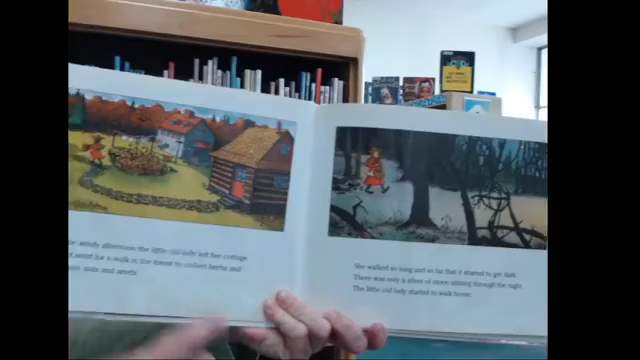 afternoon, the little old lady left her cottage
for a walk in the forest to collect herbs and
nuts and
She walked so long and so far that it started to get dark.
There was only a sliver of moon shining through the night.
The little old lady started to walk home.